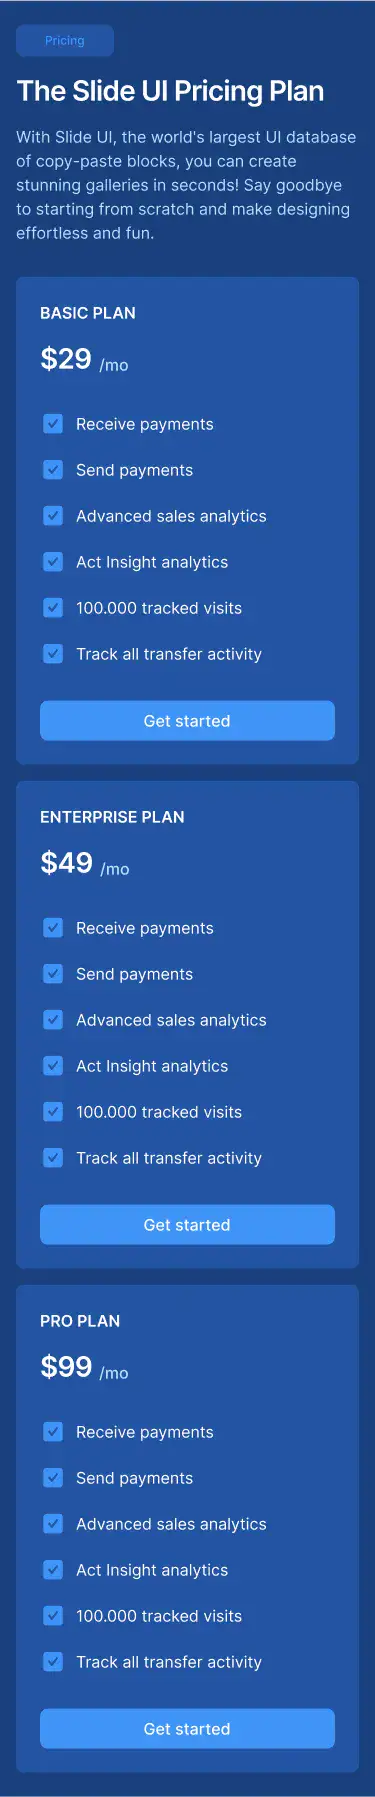 Pricing
The Slide UI Pricing Plan
With Slide UI, the world's largest UI database
of copy-paste blocks, you can create
stunning galleries in seconds! Say goodbye
to starting from scratch and make designing
effortless and fun.
BASIC PLAN
$29 /mo
Receive payments
Send payments
Advanced sales analytics
Act Insight analytics
100.000 tracked visits
Track all transfer activity
Get started
ENTERPRISE PLAN
$49 /mo
Receive payments
Send payments
Advanced sales analytics
Act Insight analytics
100.000 tracked visits
Track all transfer activity
Get started
PRO PLAN
$99 /mo
Receive payments
Send payments
Advanced sales analytics
Act Insight analytics
100.000 tracked visits
Track all transfer activity
Get started